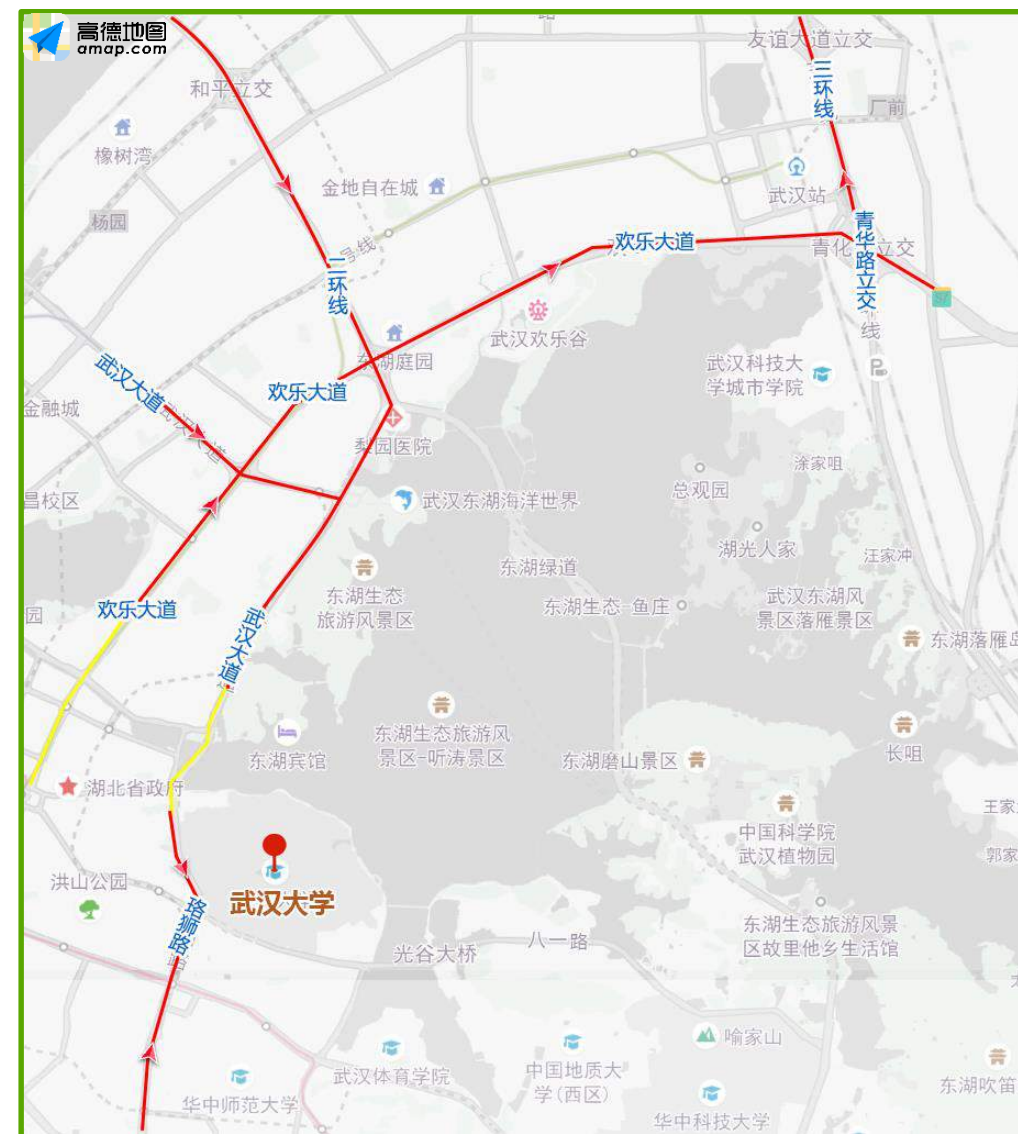 高德地图
amap.com
友谊大道立交
和平立交
三环线
厂前
橡树湾
金地自在城
武汉站
杨园
号线
青华路立交
欢乐大道
二环线
武汉欢乐谷
武汉大道
东湖庭园
线
武汉科技大
学城市学院
欢乐大道
金融城
武汉大道
梨园医院
涂家咀
总观园
昌校区
武汉东湖海洋世界
湖光人家
汪家冲
东湖绿道
东湖生态
旅游风景区
东湖生态-鱼庄
武汉东湖风
景区落雁景区
园
欢乐大道
武汉大道
东湖落雁岛
东湖生态旅游风
景区-听涛景区
东湖宾馆
东湖磨山景区
长咀
湖北省政府
王家
中国科学院
武汉植物园
郭家
洪山公园
武汉大学
珞狮路
东湖生态旅游风景
区故里他乡生活馆
光谷大桥
八一路
喻家山
武汉体育学院
中国地质大
学(西区)
东湖吹笛
华中师范大学
华中科技大学